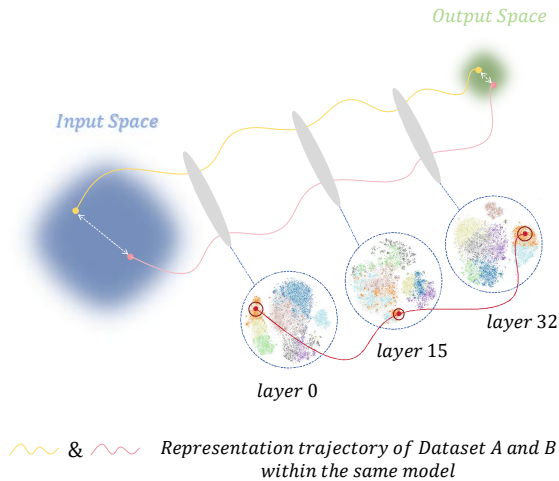 Output Space
Input Space
layer 32
layer 15
layer 0
& Representation trajectory of Dataset A and B
within the same model